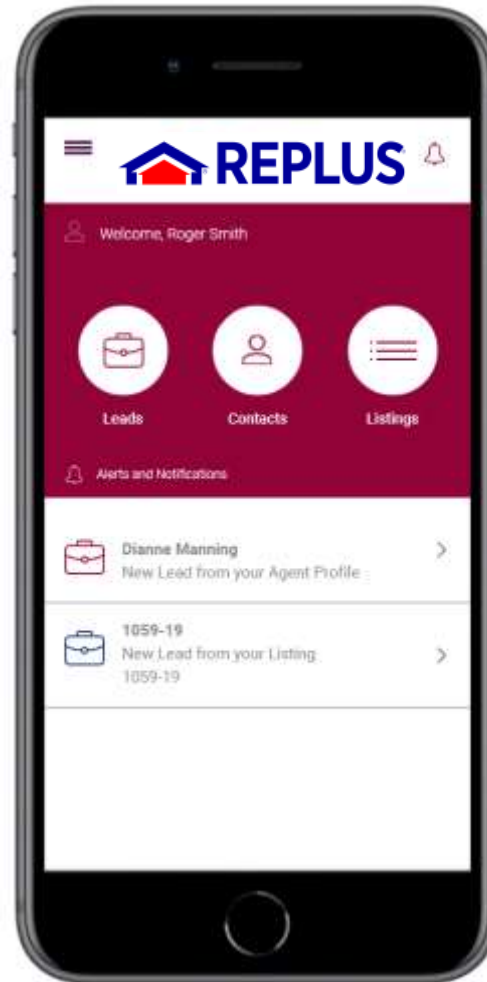 REPLUS
Welcome, Roger Smith
Leads
Contacts
Listings
Alerts and Notifications
Dianne Manning
New Lead from your Agent Profile
1059-19
New Lead from your Listing
1059-19